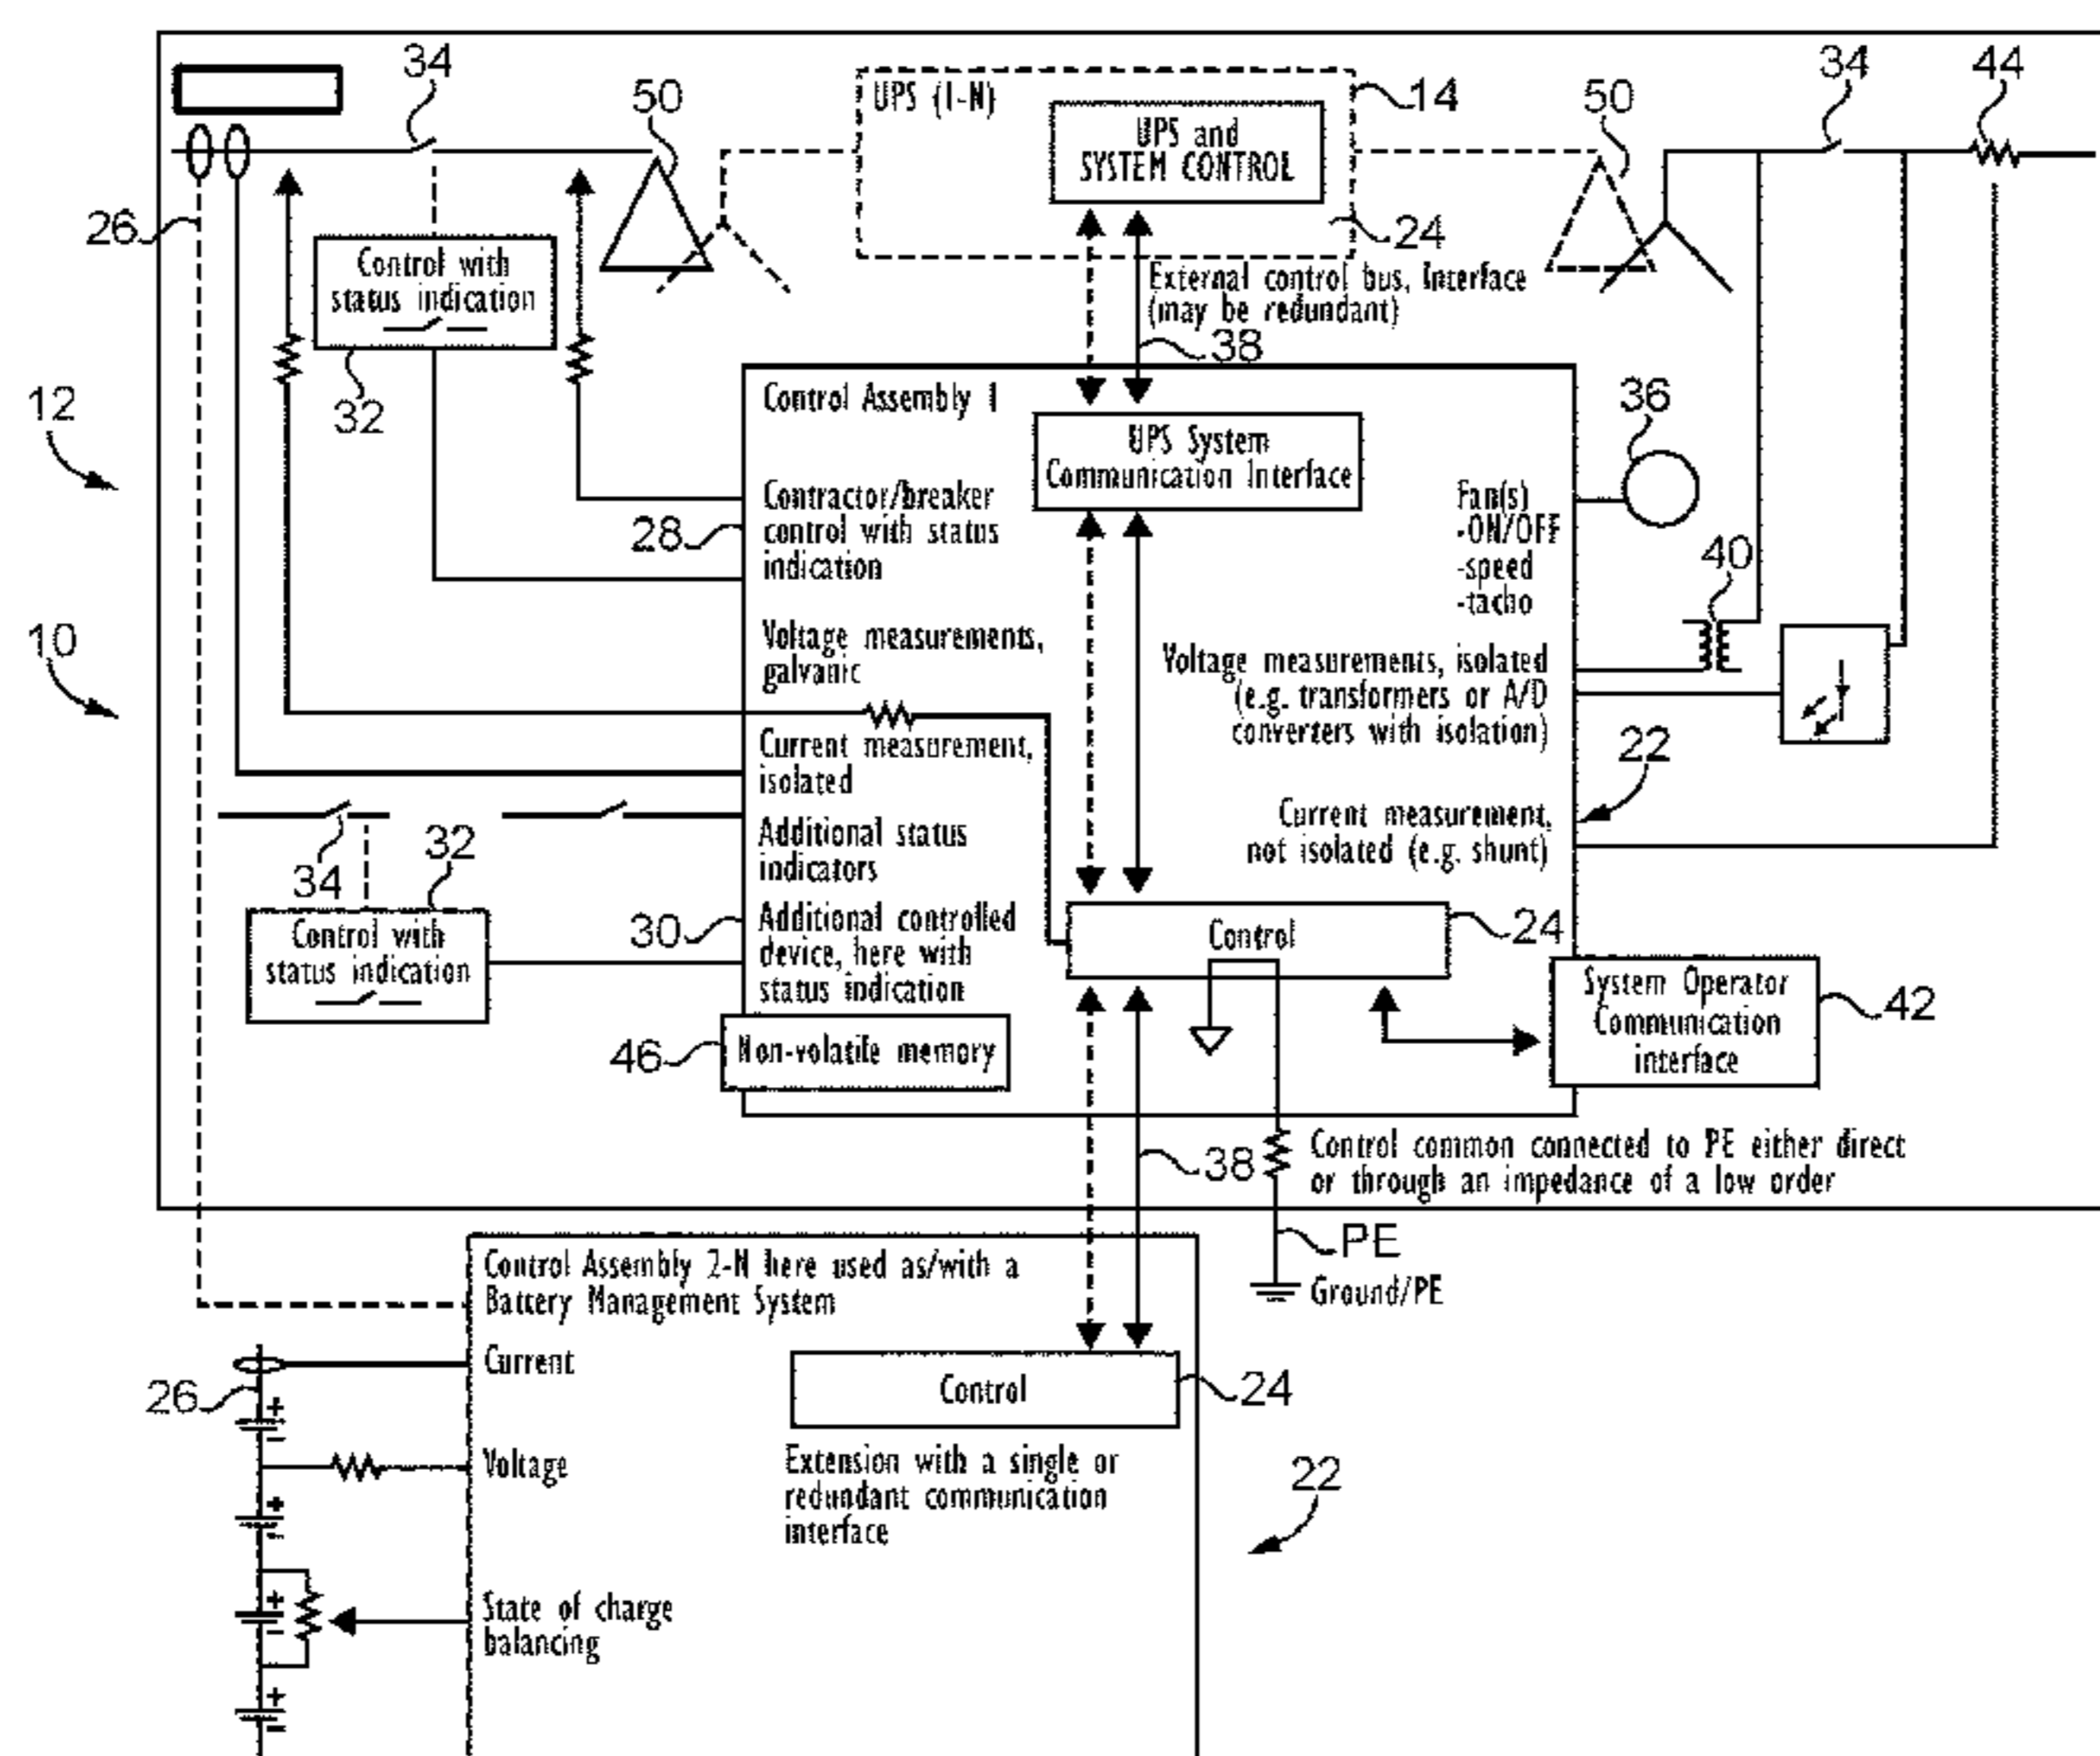 34
50
UPS (1-N)
14
50
34
44
UPS and
SYSTEM CONTROL
26
24
Control with
status indication
External control bus, Interface
(may be redundant)
38
32
12
Control Assembly 1
36
UPS System
Communication Interface
Contractor/breaker
control with status
indication
28
Fan(s)
-ON/OFF
-speed
-tacho
40
10
Voltage measurements,
galvanic
Voltage measurements, isolated
(e.g. transformers or A/D
converters with isolation)
22
Current measurement,
isolated
Current measurement,
not isolated (e.g. shunt)
34
32
Additional status
indicators
Control with
status indication
30
Additional controlled
device, here with
status indication
Control
24
System Operator
Communication
interface
42
46
Non-volatile memory
38
Control common connected to PE either direct
or through an impedance of a low order
PE
Ground/PE
Control Assembly 2-N here used as/with a
Battery Management System
Current
26
+
-
Control
24
Voltage
Extension with a single or
redundant communication
interface
22
+
-
+
-
State of charge
balancing
+
-